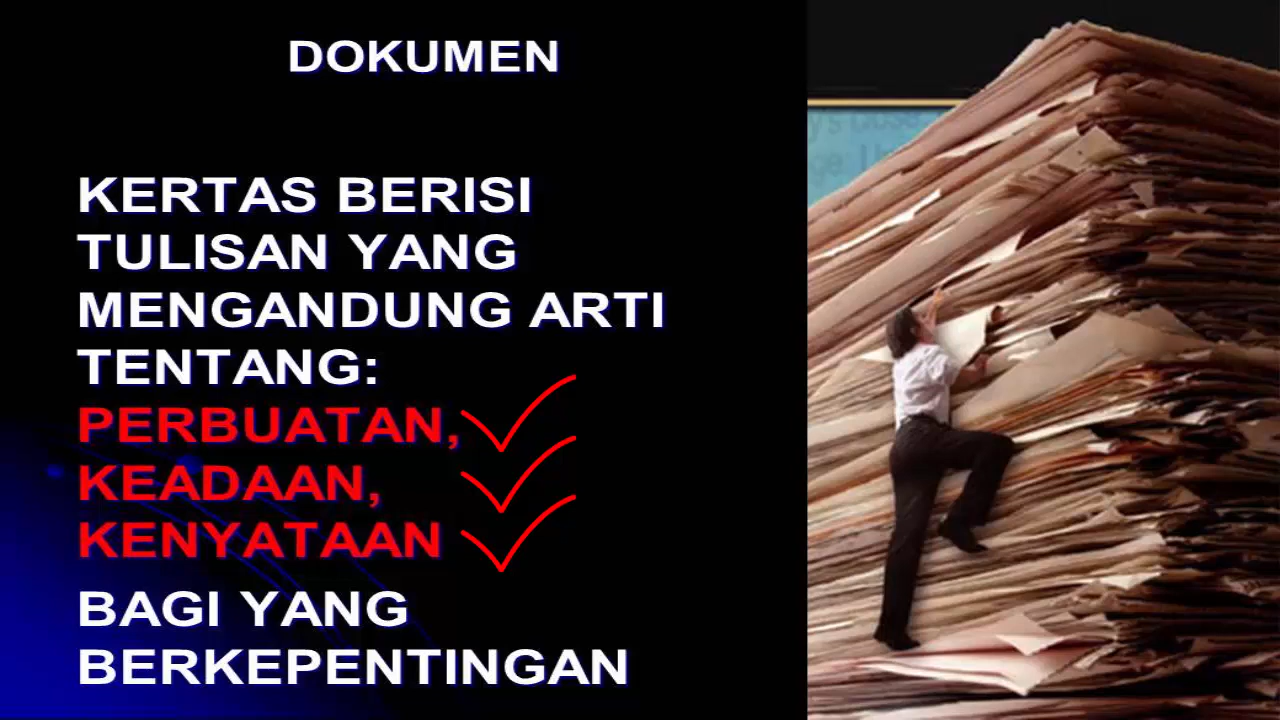 DOKUMEN
KERTAS BERISI
TULISAN YANG
MENGANDUNG ARTI
TENTANG:
PERBUATAN,
KEADAAN,
KENYATAAN
BAGI YANG
BERKEPENTINGAN